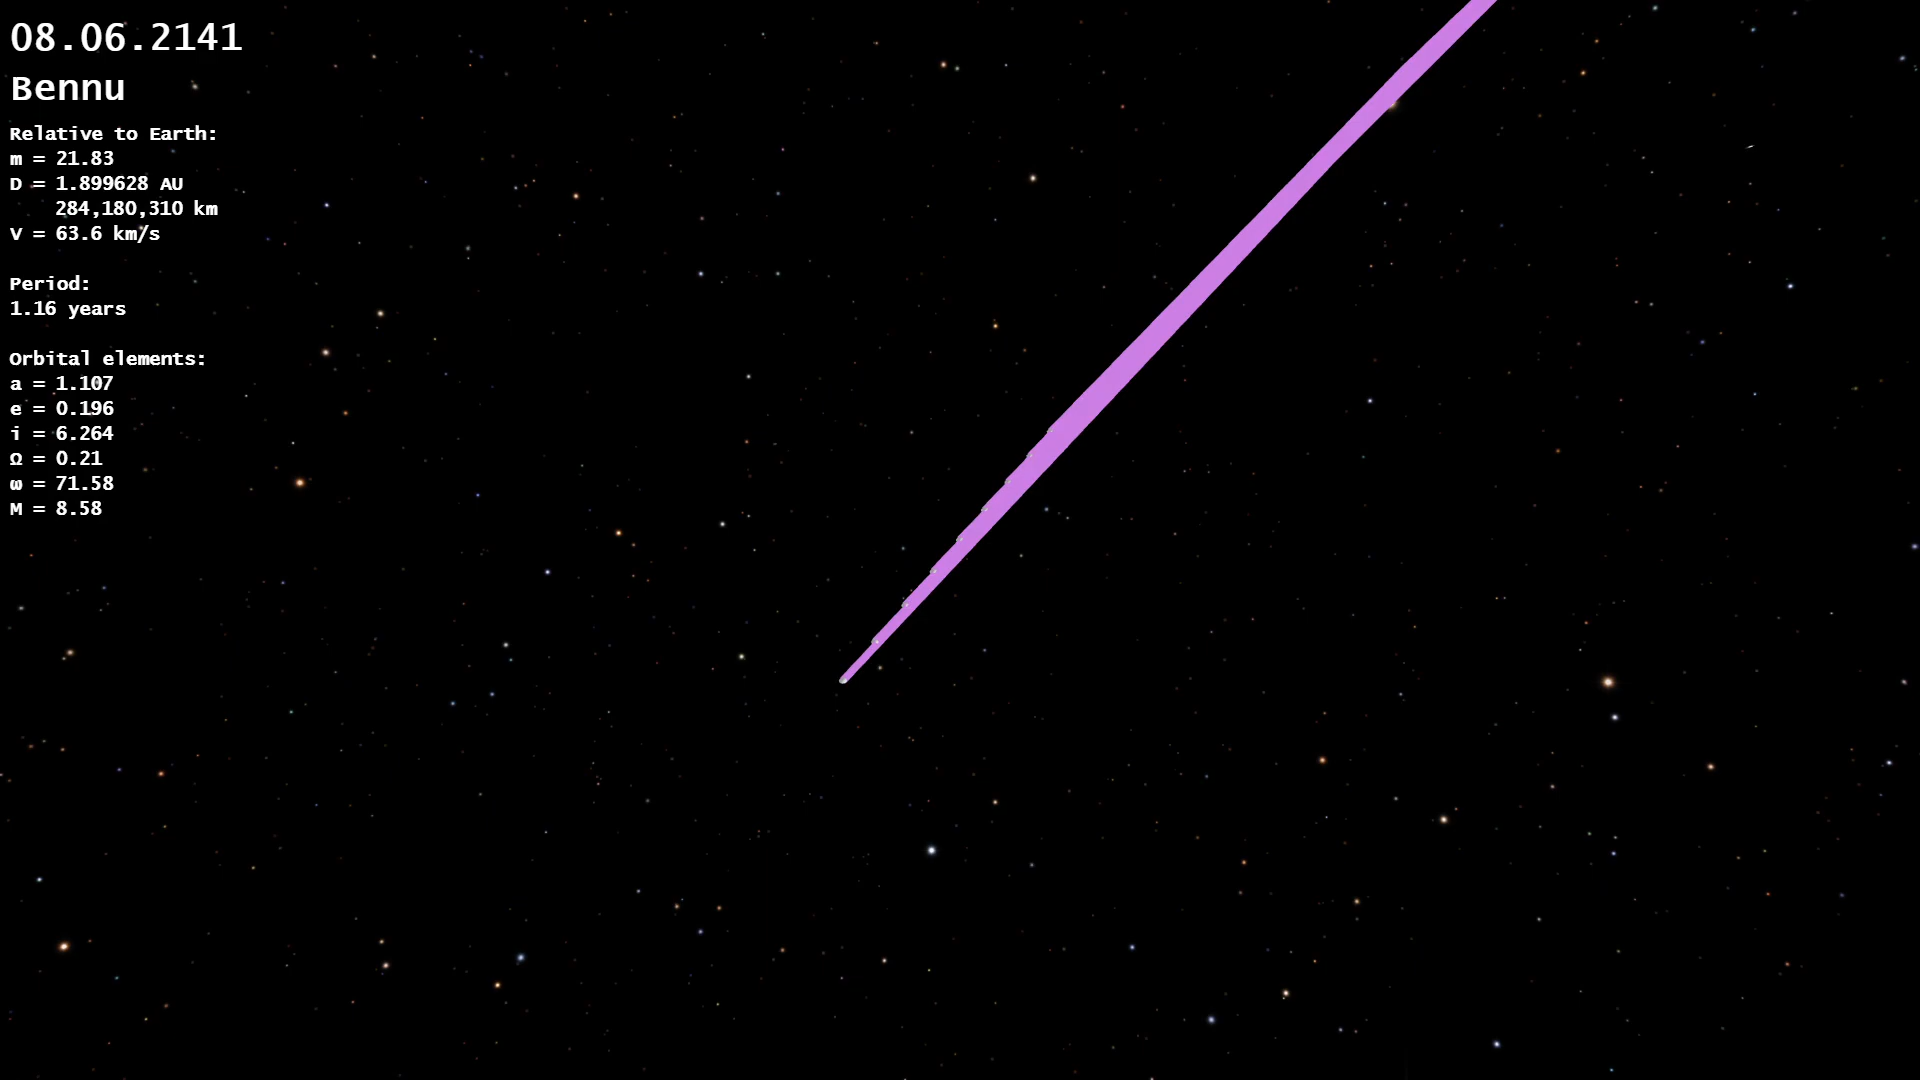 08.06.2141
Bennu
Relative to Earth:
m = 21.83
D = 1.899628 AU
284,180,310 km
V = 63.6 km/s
Period:
1.16 years
Orbital elements:
a = 1.107
e = 0.196
i = 6.264
Ω = 0.21
ω = 71.58
M = 8.58